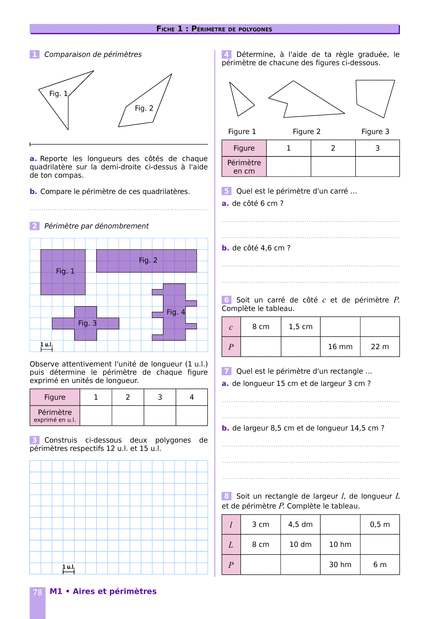 Fiche 1 : Périmètre de polygones
1 Comparaison de périmètres
Fig. 1
Fig. 2
a. Reporte les longueurs des côtés de chaque
quadrilatère sur la demi-droite ci-dessus à l'aide
de ton compas.
b. Compare le périmètre de ces quadrilatères.
2 Périmètre par dénombrement
Fig. 1
Fig. 2
Fig. 3
Fig. 4
1 u.l.
Observe attentivement l'unité de longueur (1 u.l.)
puis détermine le périmètre de chaque figure
exprimé en unités de longueur.
Figure 1 2 3 4
Périmètre
exprimé en u.l.
3 Construis ci-dessous deux polygones de
périmètres respectifs 12 u.l. et 15 u.l.
1 u.l.
4 Détermine, à l'aide de ta règle graduée, le
périmètre de chacune des figures ci-dessous.
Figure 1 Figure 2 Figure 3
Figure 1 2 3
Périmètre
en cm
5 Quel est le périmètre d'un carré ...
a. de côté 6 cm ?
b. de côté 4,6 cm ?
6 Soit un carré de côté c et de périmètre P.
Complète le tableau.
c 8 cm 1,5 cm
P 16 mm 22 m
7 Quel est le périmètre d'un rectangle ...
a. de longueur 15 cm et de largeur 3 cm ?
b. de largeur 8,5 cm et de longueur 14,5 cm ?
8 Soit un rectangle de largeur l, de longueur L
et de périmètre P. Complète le tableau.
l 3 cm 4,5 dm 0,5 m
L 8 cm 10 dm 10 hm
P 30 hm 6 m
78 M1 • Aires et périmètres